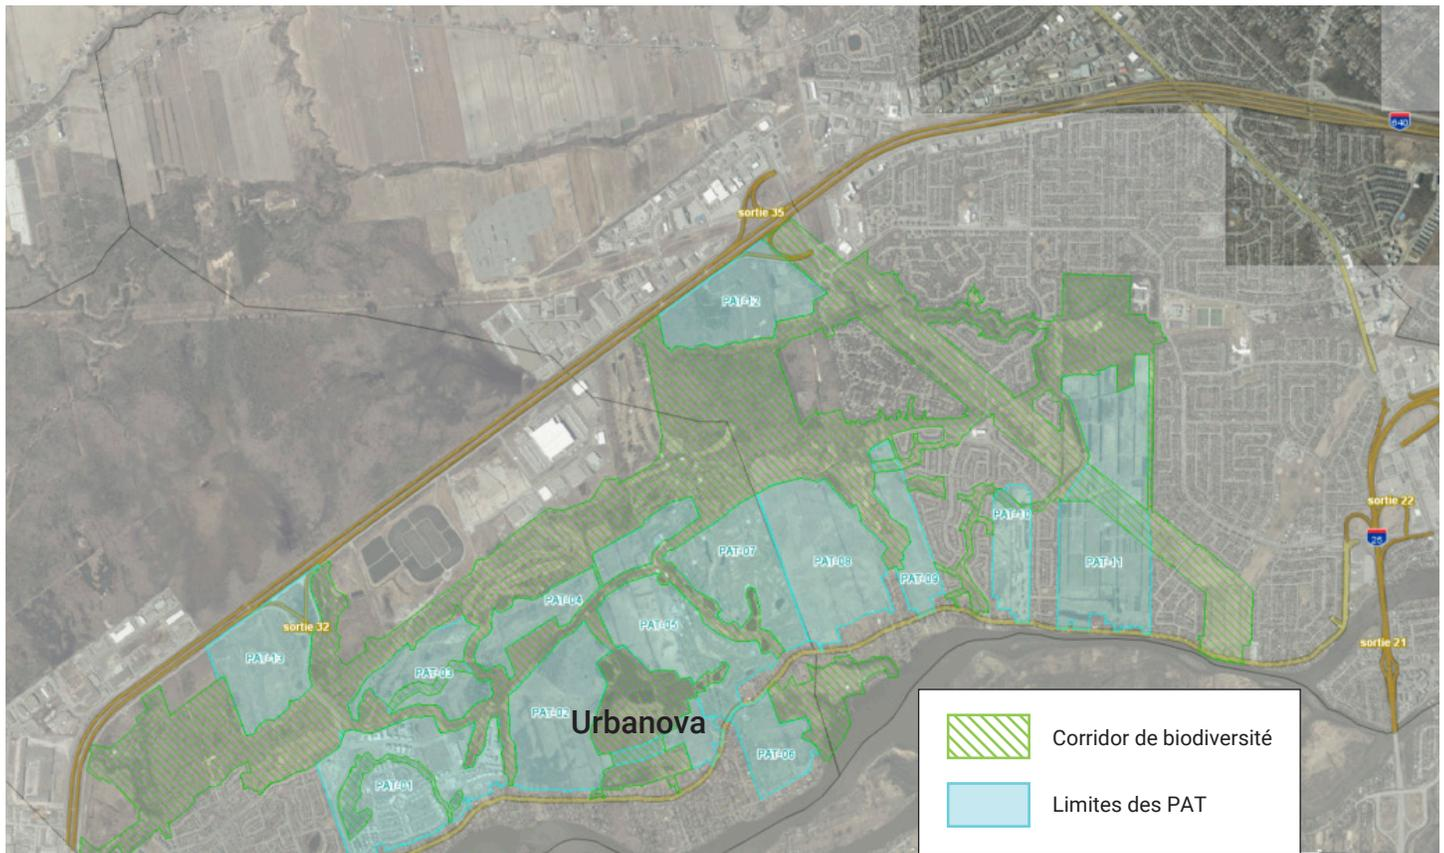 640
sortie 35
PAT-12
sortie 22
25
PAT-10
PAT-07
PAT-08
PAT-11
PAT-09
PAT-04
PAT-05
sortie 32
sortie 21
PAT-13
PAT-03
PAT-02
Urbanova
PAT-06
PAT-01
Corridor de biodiversité
Limites des PAT